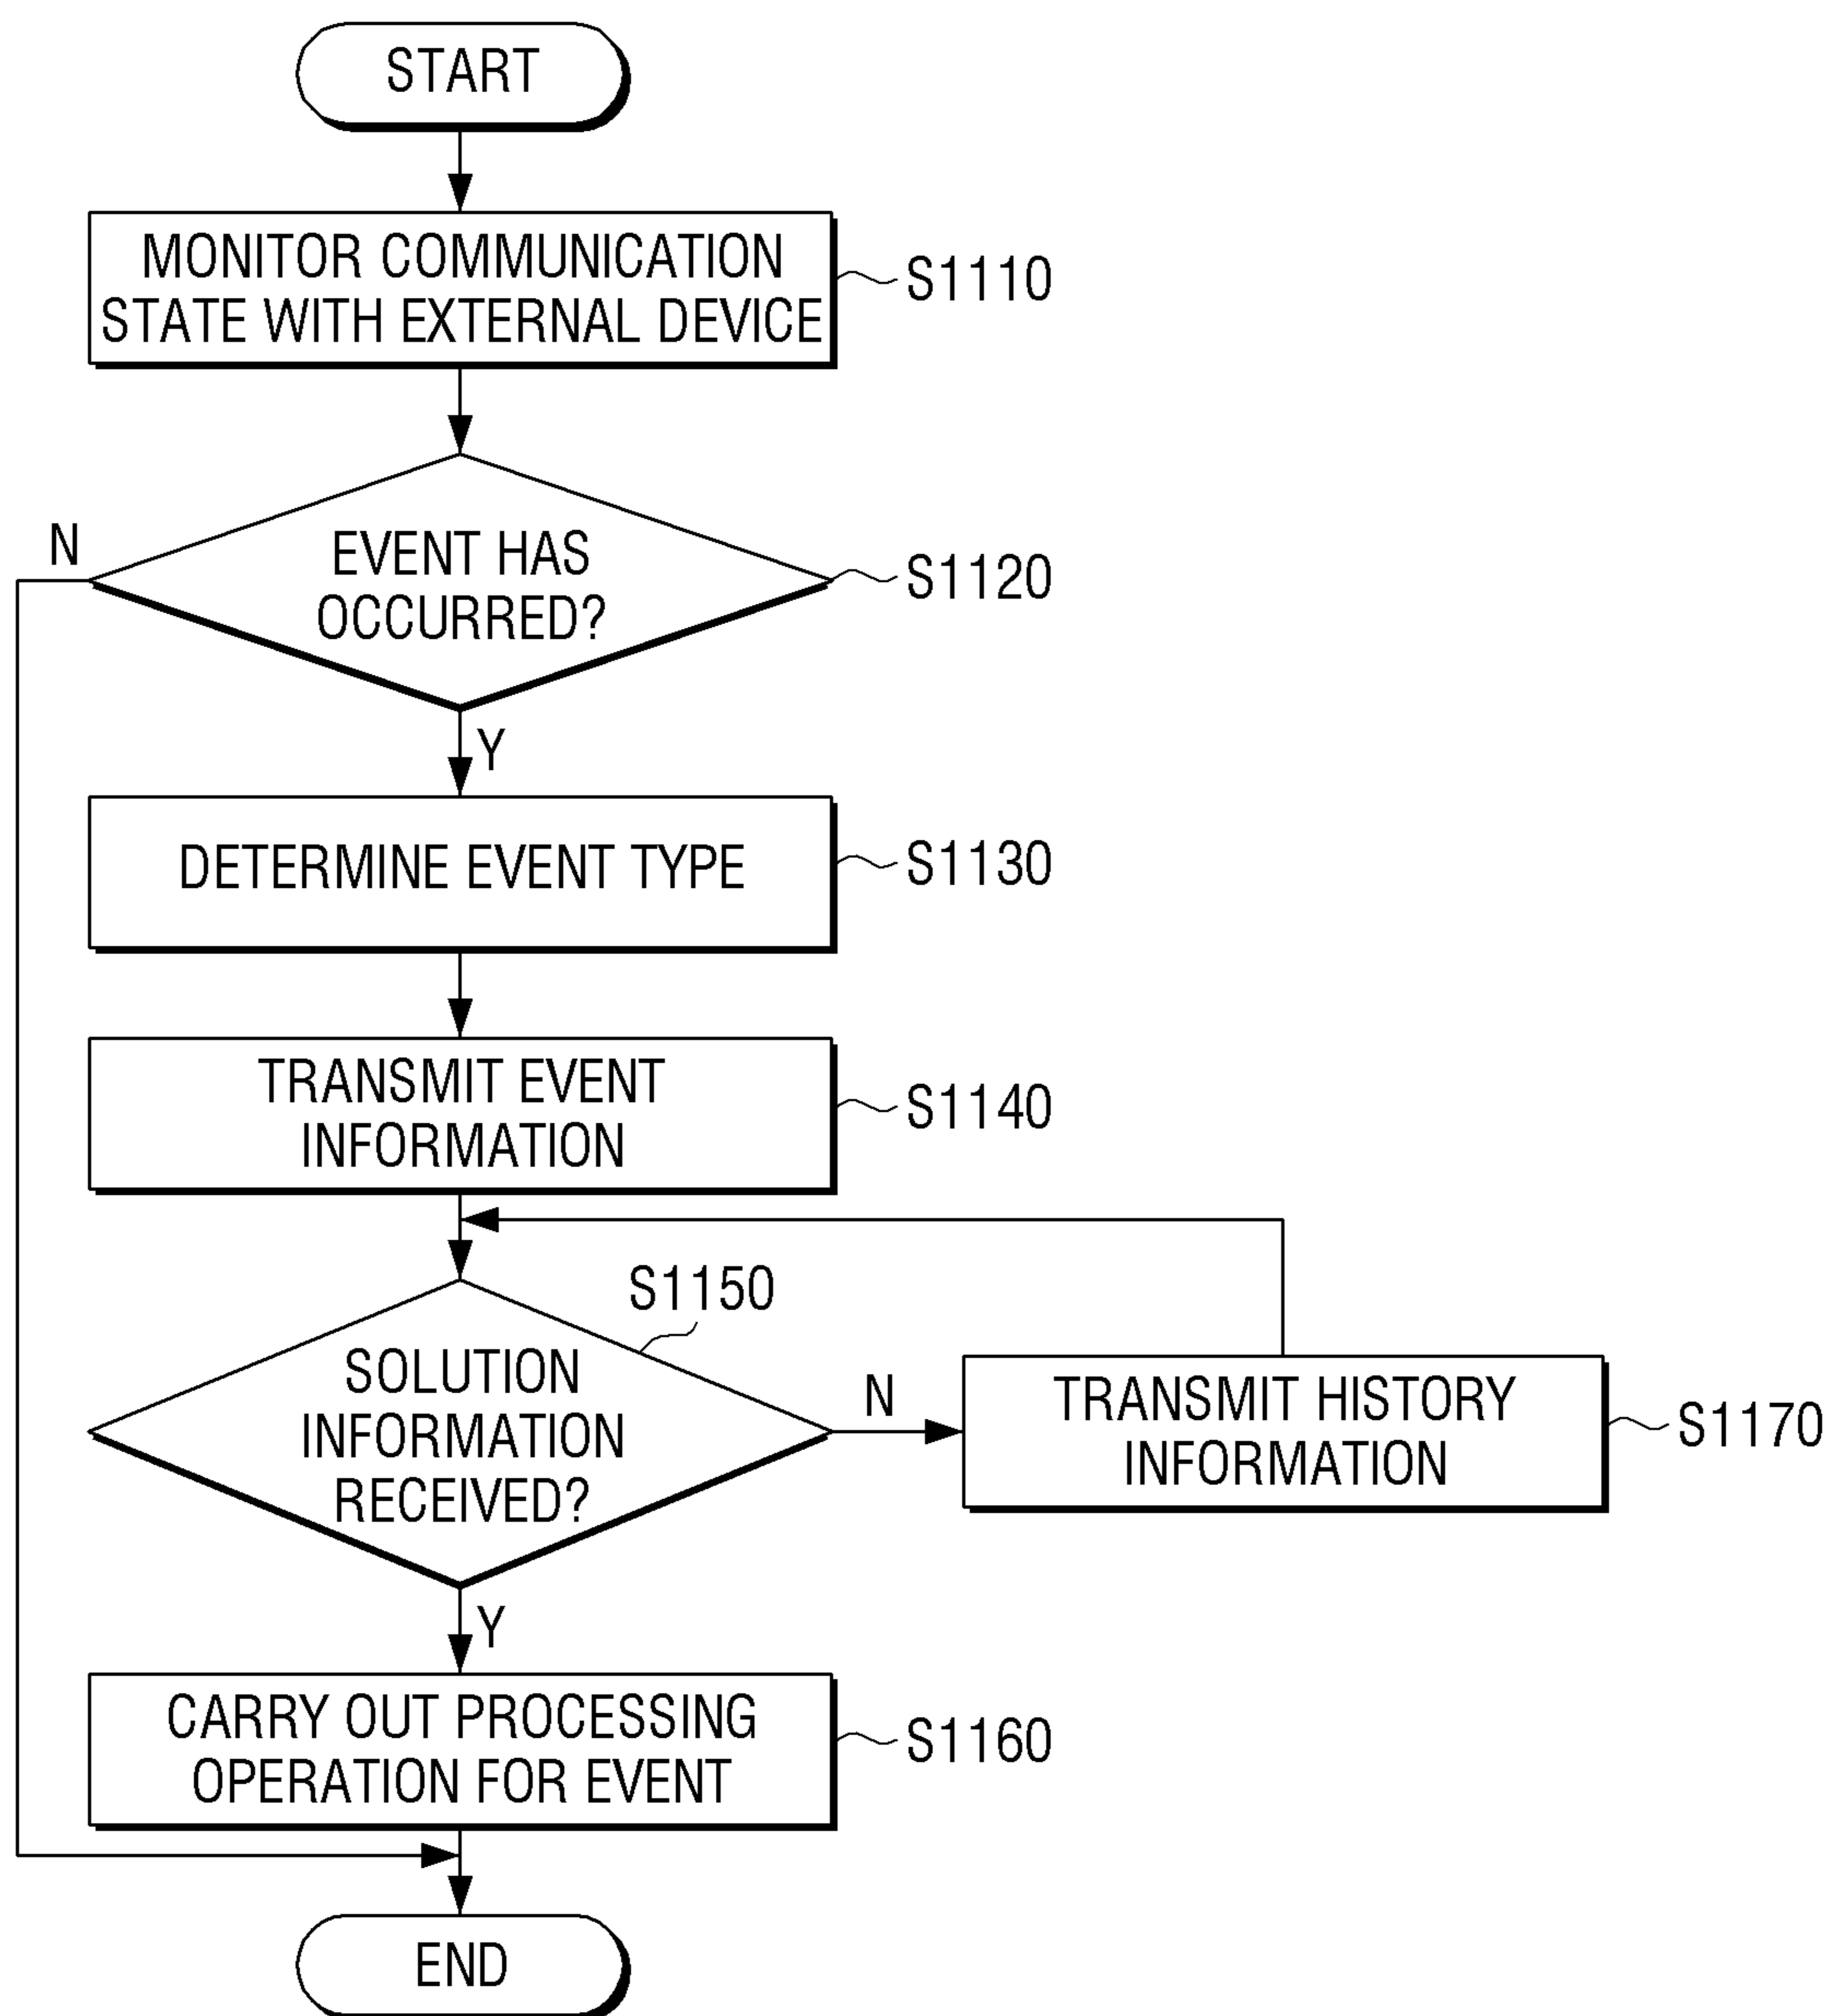 START
MONITOR COMMUNICATION
STATE WITH EXTERNAL DEVICE
S1110
N
EVENT HAS
OCCURRED?
S1120
Y
DETERMINE EVENT TYPE
S1130
TRANSMIT EVENT
INFORMATION
S1140
S1150
SOLUTION
INFORMATION
RECEIVED?
N
TRANSMIT HISTORY
INFORMATION
S1170
Y
CARRY OUT PROCESSING
OPERATION FOR EVENT
S1160
END